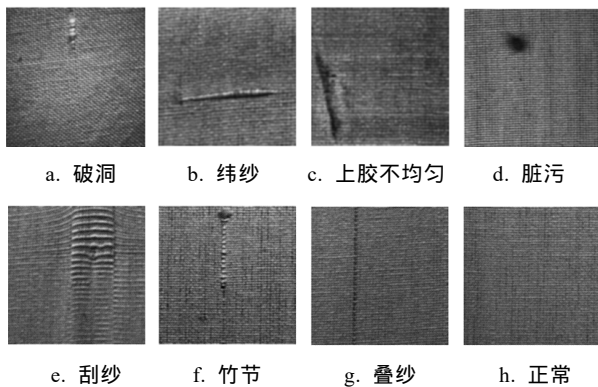 a. 破洞 b. 纬纱 c. 上胶不均匀 d. 脏污
e. 刮纱 f. 竹节 g. 叠纱 h. 正常